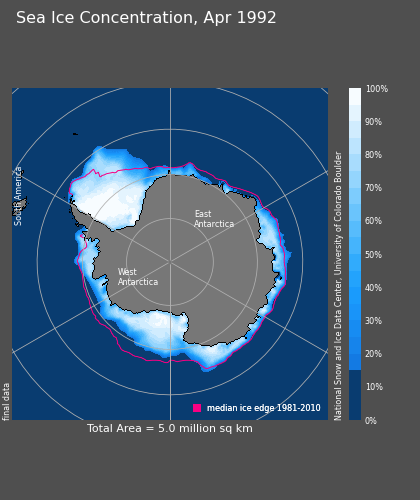 Sea Ice Concentration, Apr 1992
South America
East
Antarctica
West
Antarctica
final data
median ice edge 1981-2010
Total Area = 5.0 million sq km
National Snow and Ice Data Center, University of Colorado Boulder
100%
90%
80%
70%
60%
50%
40%
30%
20%
10%
0%